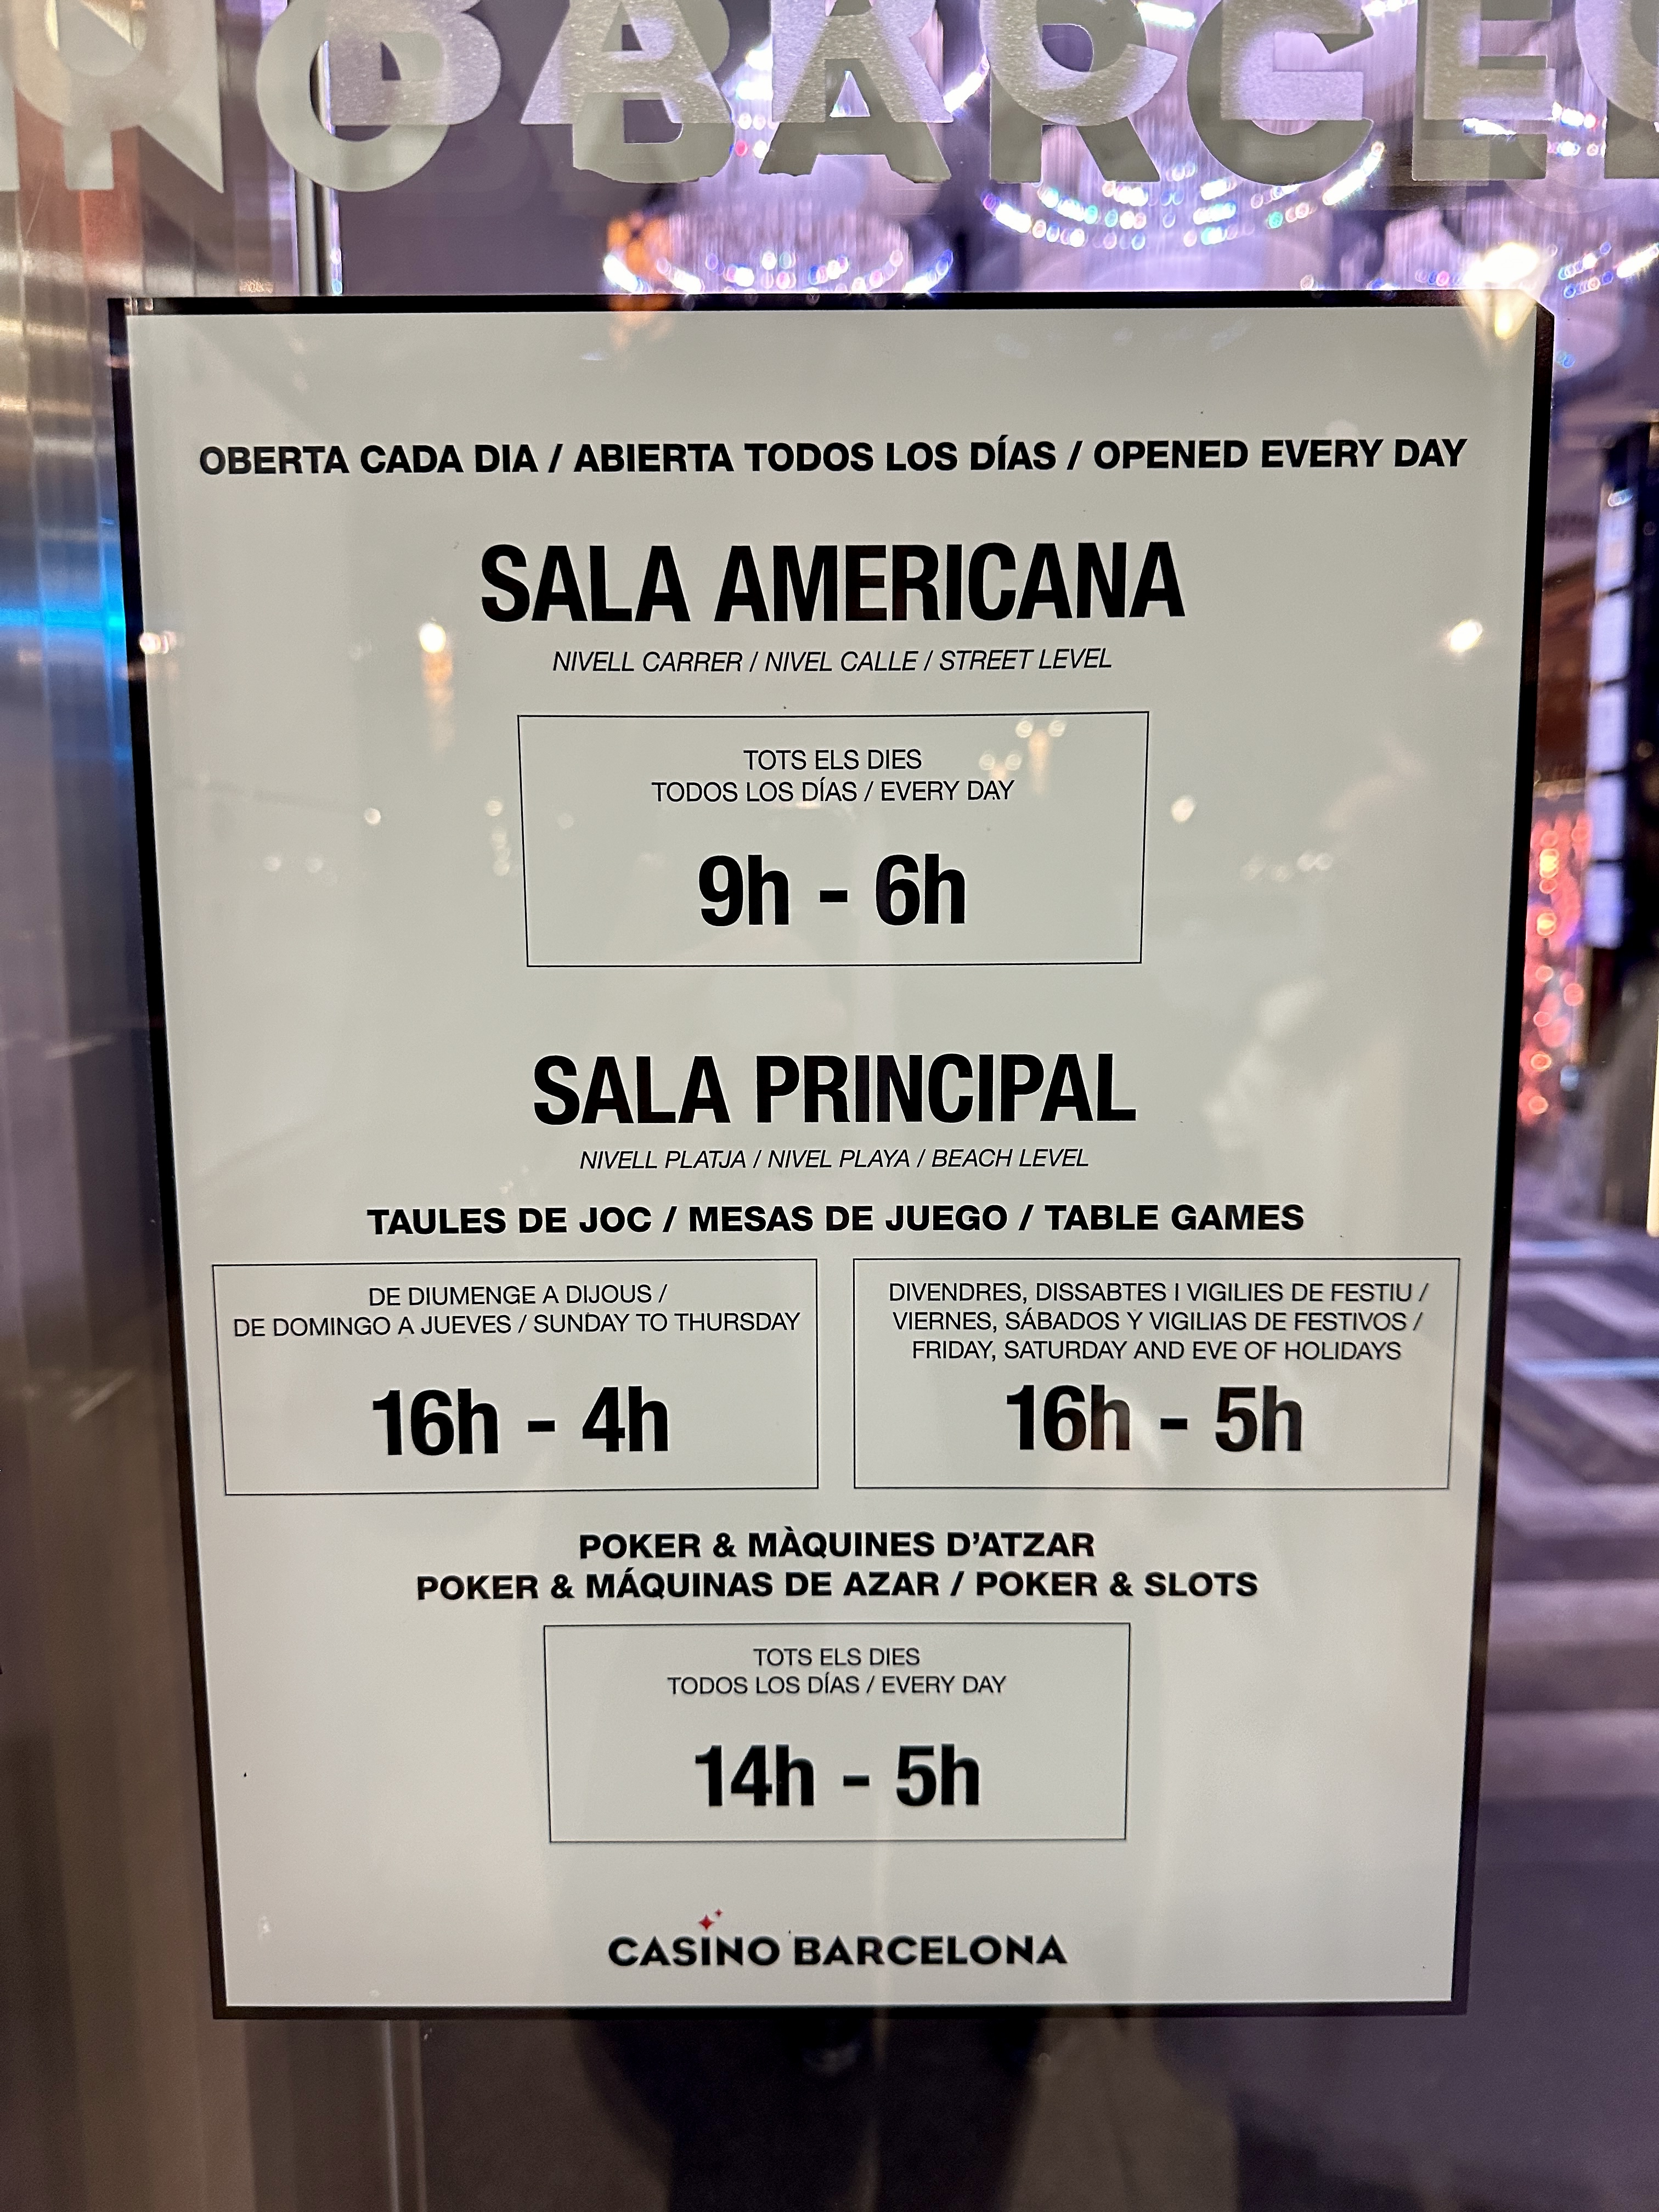 OBERTA CADA DIA / ABIERTA TODOS LOS DÍAS / OPENED EVERY DAY
SALA AMERICANA
NIVELL CARRER / NIVEL CALLE / STREET LEVEL
TOTS ELS DIES
TODOS LOS DÍAS / EVERY DAY
9h - 6h
SALA PRINCIPAL
NIVELL PLATJA / NIVEL PLAYA / BEACH LEVEL
TAULES DE JOC / MESAS DE JUEGO / TABLE GAMES
DE DIUMENGE A DIJOUS /
DE DOMINGO A JUEVES / SUNDAY TO THURSDAY
16h - 4h
DIVENDRES, DISSABTES I VIGILIES DE FESTIU /
VIERNES, SÁBADOS Y VIGILIAS DE FESTIVOS /
FRIDAY, SATURDAY AND EVE OF HOLIDAYS
16h - 5h
POKER & MÀQUINES D'ATZAR
POKER & MÁQUINAS DE AZAR / POKER & SLOTS
TOTS ELS DIES
TODOS LOS DÍAS / EVERY DAY
14h - 5h
CASINO BARCELONA